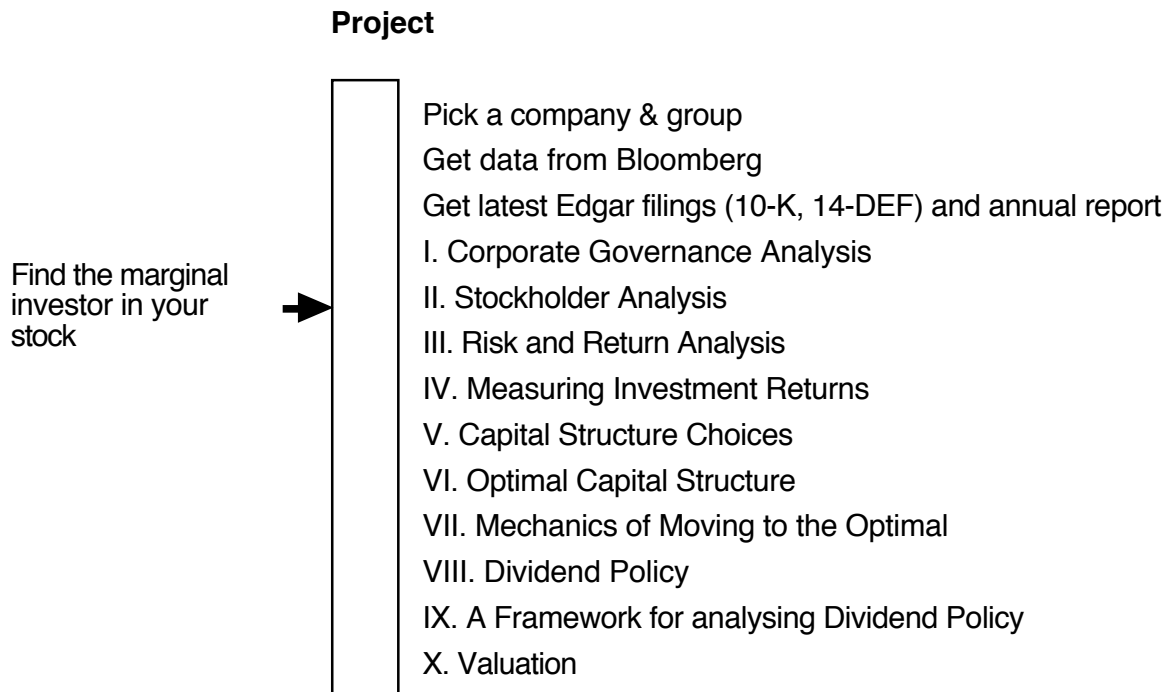 Project
Pick a company & group
Get data from Bloomberg
Get latest Edgar filings (10-K, 14-DEF) and annual report
I. Corporate Governance Analysis
Find the marginal
investor in your
stock
II. Stockholder Analysis
III. Risk and Return Analysis
IV. Measuring Investment Returns
V. Capital Structure Choices
VI. Optimal Capital Structure
VII. Mechanics of Moving to the Optimal
VIII. Dividend Policy
IX. A Framework for analysing Dividend Policy
X. Valuation